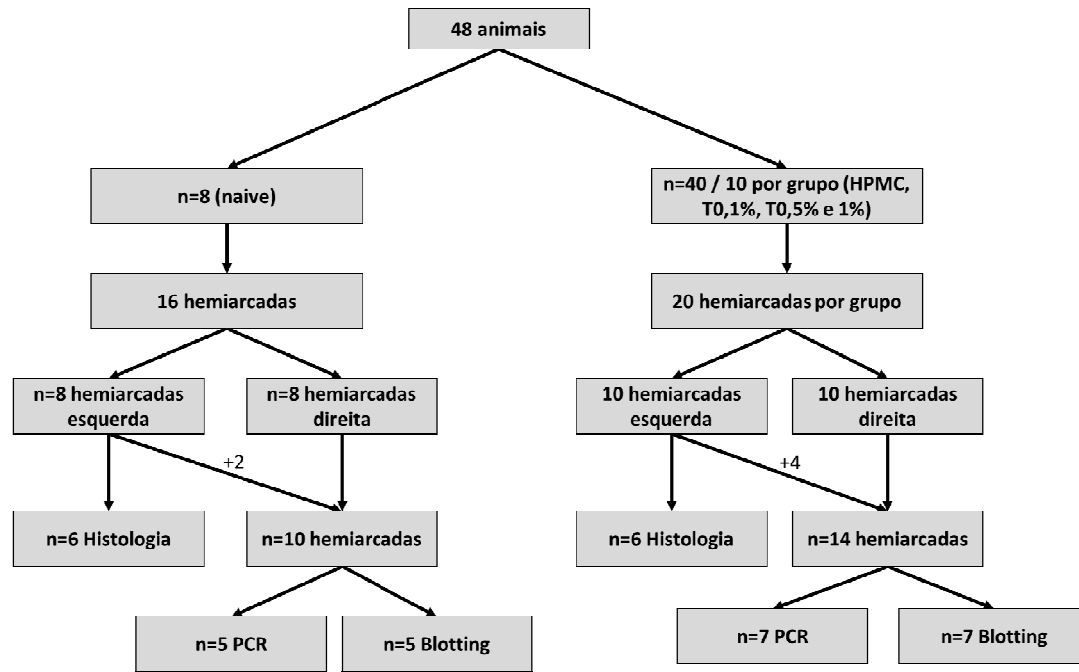 48 animais
n=8 (naive)
n=40 / 10 por grupo (HPMC,
T0,1%, T0,5% e 1%)
16 hemiarcadas
20 hemiarcadas por grupo
n=8 hemiarcadas
esquerda
n=8 hemiarcadas
direita
10 hemiarcadas
esquerda
10 hemiarcadas
direita
+2
+4
n=6 Histologia
n=10 hemiarcadas
n=6 Histologia
n=14 hemiarcadas
n=5 PCR
n=5 Blotting
n=7 PCR
n=7 Blotting